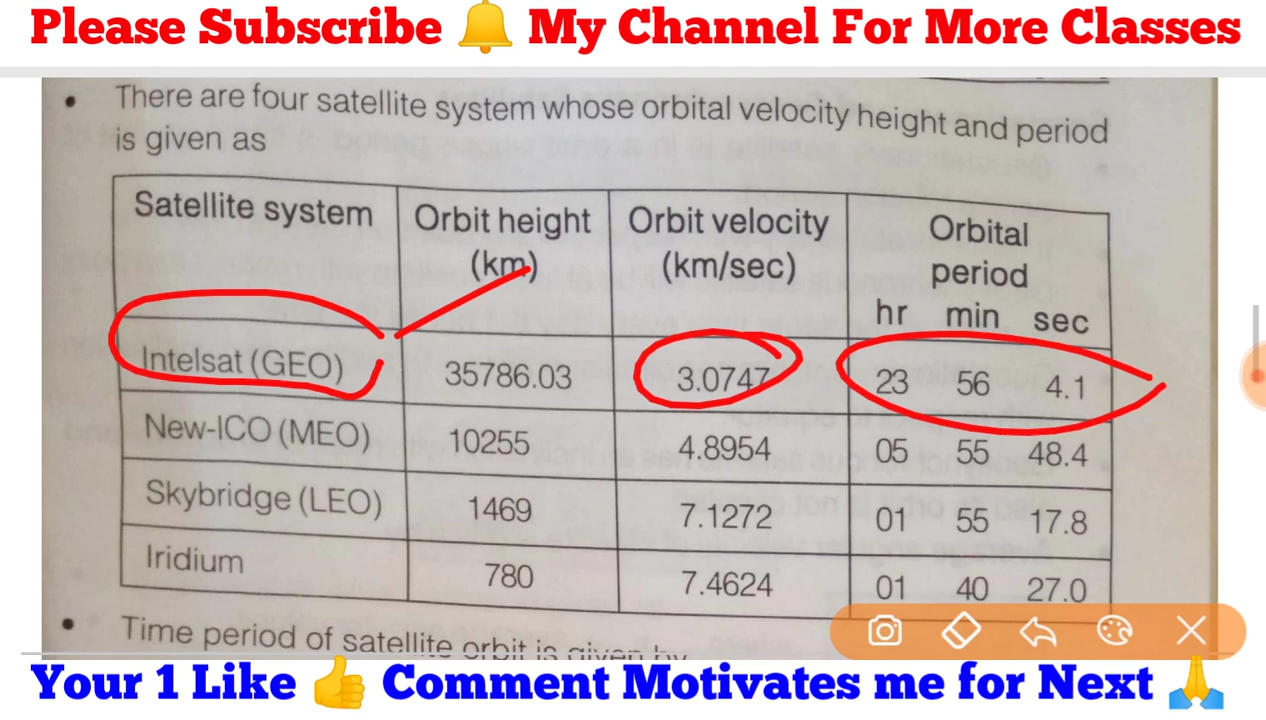 Please Subscribe 🔔 My Channel For More Classes
• There are four satellite system whose orbital velocity height and period
is given as
Satellite system Orbit height (km) Orbit velocity (km/sec) Orbital period hr min sec
Intelsat (GEO) 35786.03 3.0747 23 56 4.1
New-ICO (MEO) 10255 4.8954 05 55 48.4
Skybridge (LEO) 1469 7.1272 01 55 17.8
Iridium 780 7.4624 01 40 27.0
• Time period of satellite orbit is given by
Your 1 Like 👍 Comment Motivates me for Next 🙏